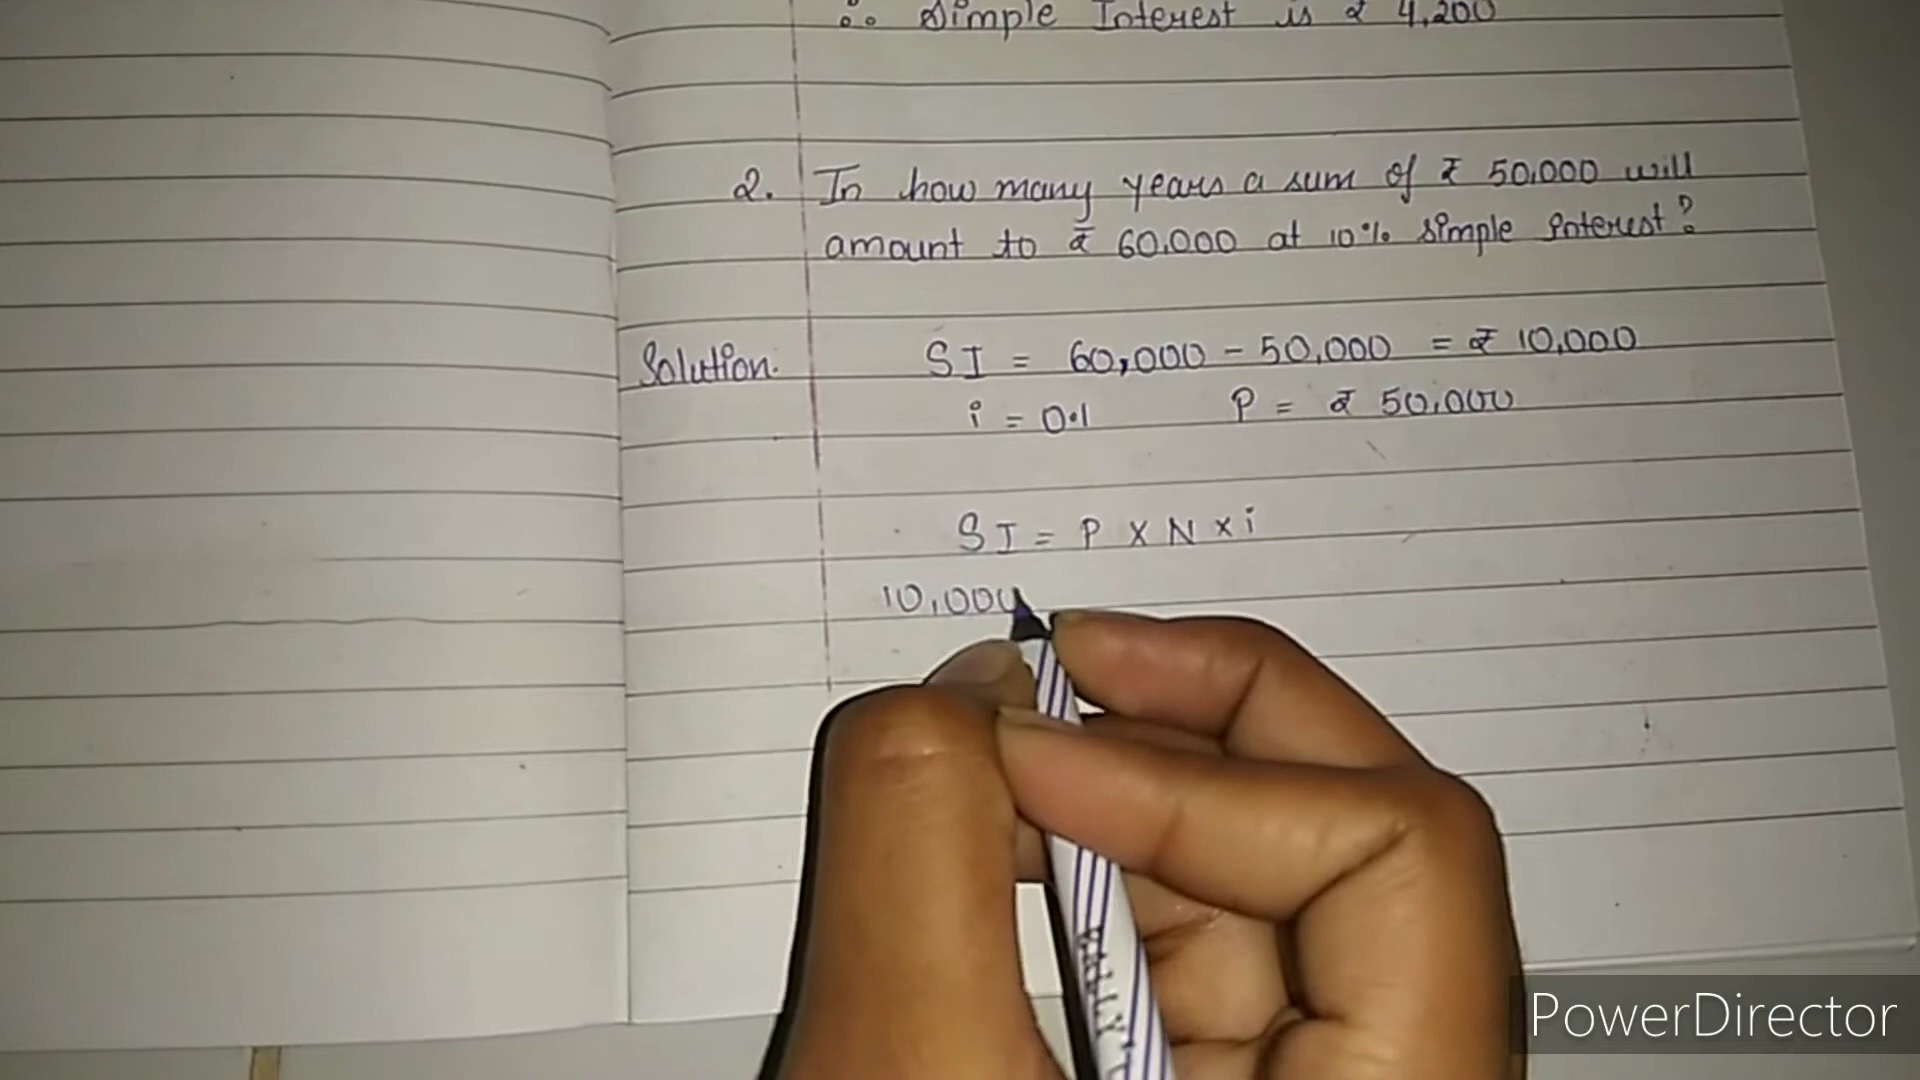 ∴ Simple Interest is ₹ 4,200
2. In how many years a sum of ₹ 50,000 will
amount to ₹ 60,000 at 10% simple interest?
Solution. SI = 60,000 - 50,000 = ₹ 10,000
i = 0.1 P = ₹ 50,000
SI = P × N × i
10,000
PowerDirector